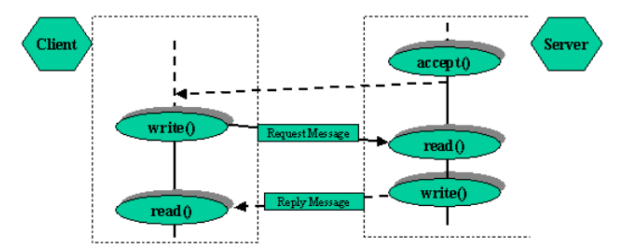 Client
Server
accept()
write()
Request Message
read()
write()
Reply Message
read()